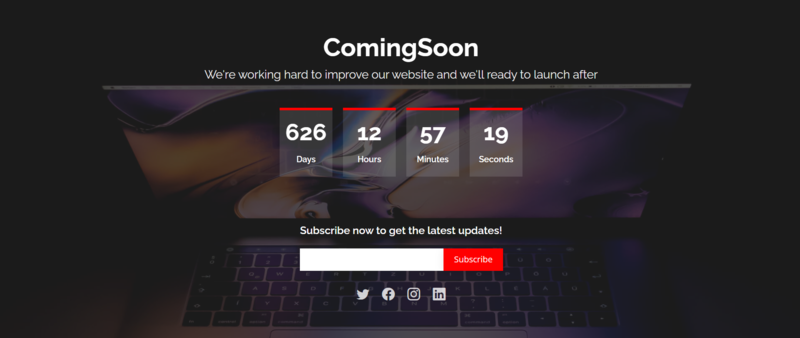 ComingSoon
We're working hard to improve our website and we'll ready to launch after
626 12 57 19
Days Hours Minutes Seconds
Subscribe now to get the latest updates!
Subscribe